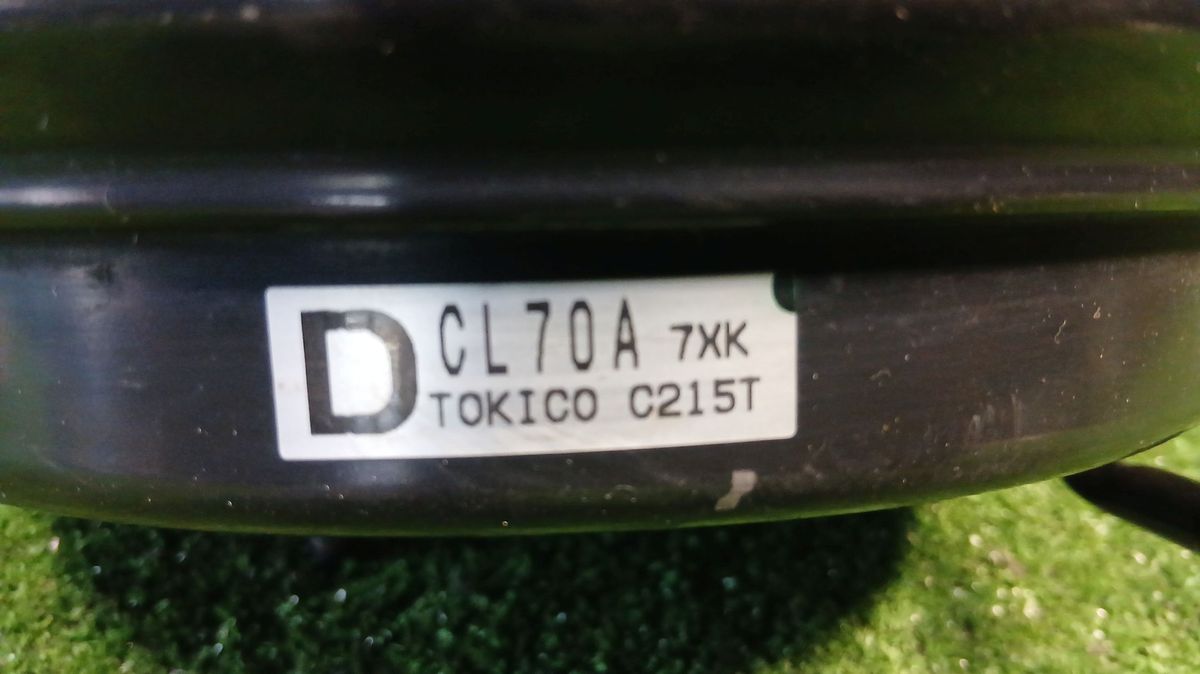 D CL70A 7XK
TOKICO C215T